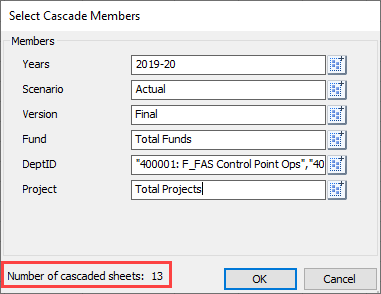 Select Cascade Members
Members
Years 2019-20
Scenario Actual
Version Final
Fund Total Funds
DeptID "400001: F_FAS Control Point Ops","40
Project Total Projects
Number of cascaded sheets: 13 OK Cancel